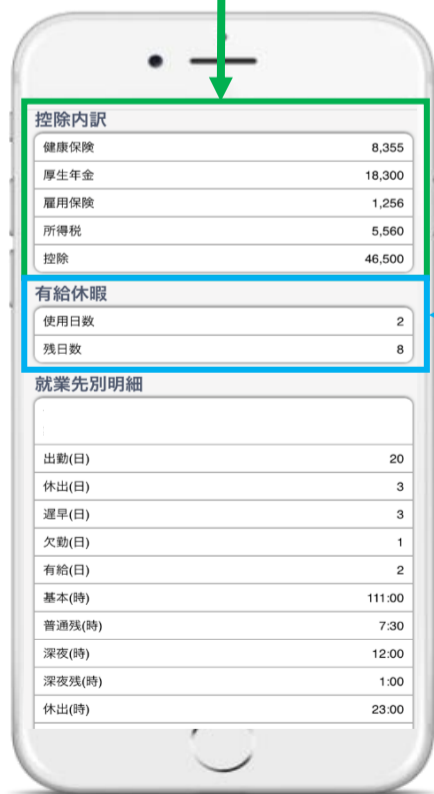 控除内訳
健康保険 8,355
厚生年金 18,300
雇用保険 1,256
所得税 5,560
控除 46,500
有給休暇
使用日数 2
残日数 8
就業先別明細
出勤(日) 20
休出(日) 3
遅早(日) 3
欠勤(日) 1
有給(日) 2
基本(時) 111:00
普通残(時) 7:30
深夜(時) 12:00
深夜残(時) 1:00
休出(時) 23:00